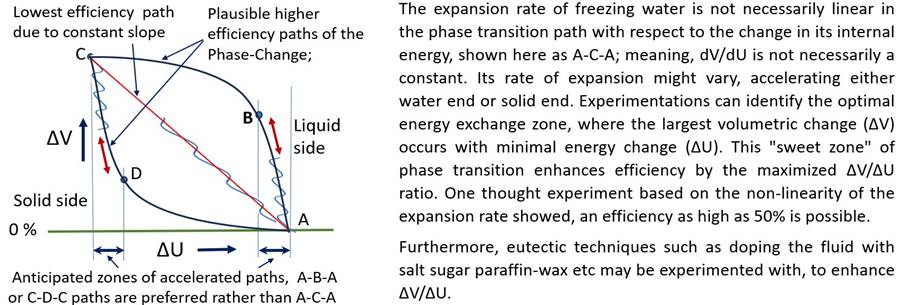 Lowest efficiency path
due to constant slope
Plausible higher
efficiency paths of the
Phase-Change;
C
B
ΔV
Liquid
side
D
Solid side
A
0 %
ΔU
Anticipated zones of accelerated paths, A-B-A
or C-D-C paths are preferred rather than A-C-A
The expansion rate of freezing water is not necessarily linear in
the phase transition path with respect to the change in its internal
energy, shown here as A-C-A; meaning, dV/dU is not necessarily a
constant. Its rate of expansion might vary, accelerating either
water end or solid end. Experimentations can identify the optimal
energy exchange zone, where the largest volumetric change (ΔV)
occurs with minimal energy change (ΔU). This "sweet zone" of
phase transition enhances efficiency by the maximized ΔV/ΔU
ratio. One thought experiment based on the non-linearity of the
expansion rate showed, an efficiency as high as 50% is possible.
Furthermore, eutectic techniques such as doping the fluid with
salt sugar paraffin-wax etc may be experimented with, to enhance
ΔV/ΔU.